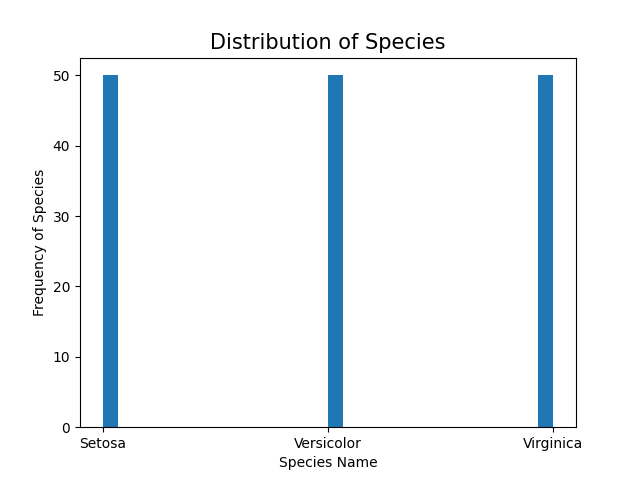 Distribution of Species
Frequency of Species
50
40
30
20
10
0
Setosa Versicolor Virginica
Species Name